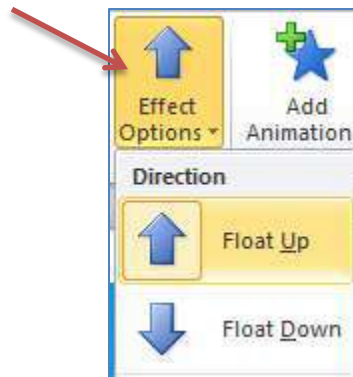 Effect Options
Add Animation
Direction
Float Up
Float Down